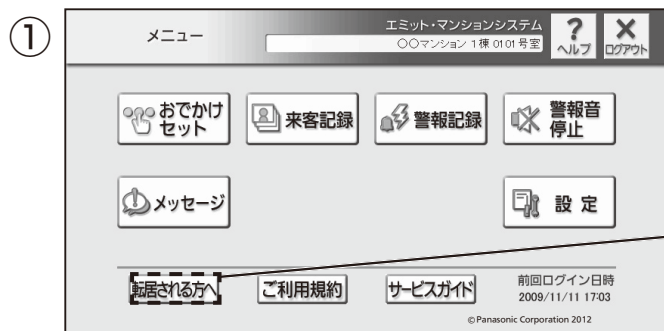 ①
メニュー
エミット・マンションシステム
○○マンション 1棟 0101号室
?
ヘルプ
×
ログアウト
おでかけ
セット
来客記録
警報記録
警報音
停止
メッセージ
設 定
転居される方へ
ご利用規約
サービスガイド
前回ログイン日時
2009/11/11 17:03
© Panasonic Corporation 2012